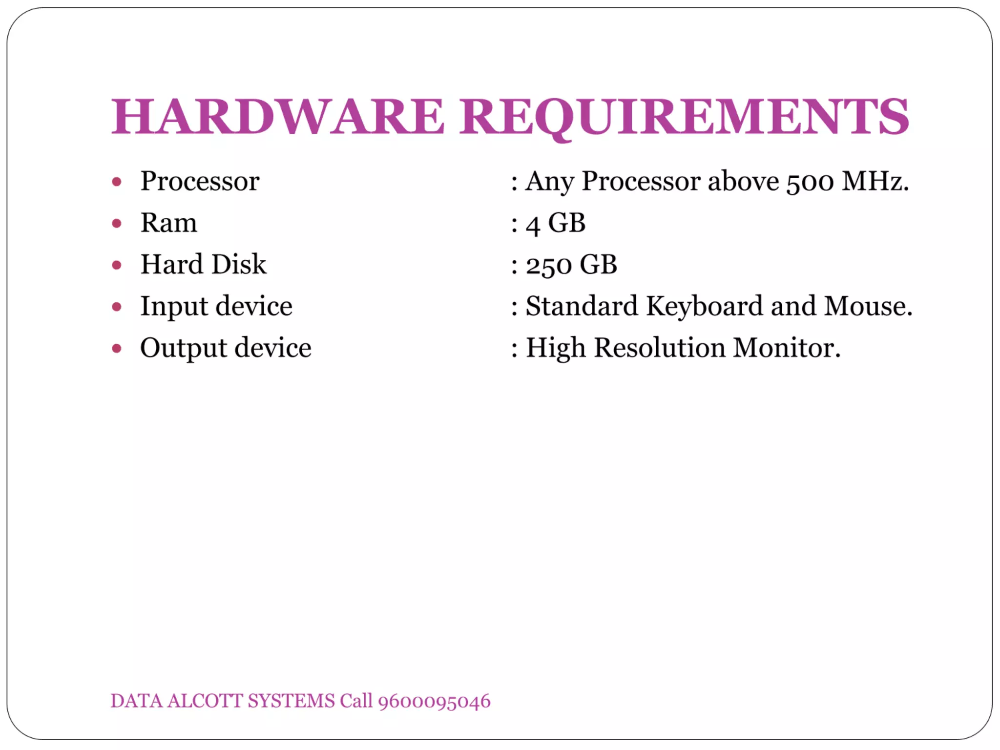 HARDWARE REQUIREMENTS
• Processor : Any Processor above 500 MHz.
• Ram : 4 GB
• Hard Disk : 250 GB
• Input device : Standard Keyboard and Mouse.
• Output device : High Resolution Monitor.
DATA ALCOTT SYSTEMS Call 9600095046